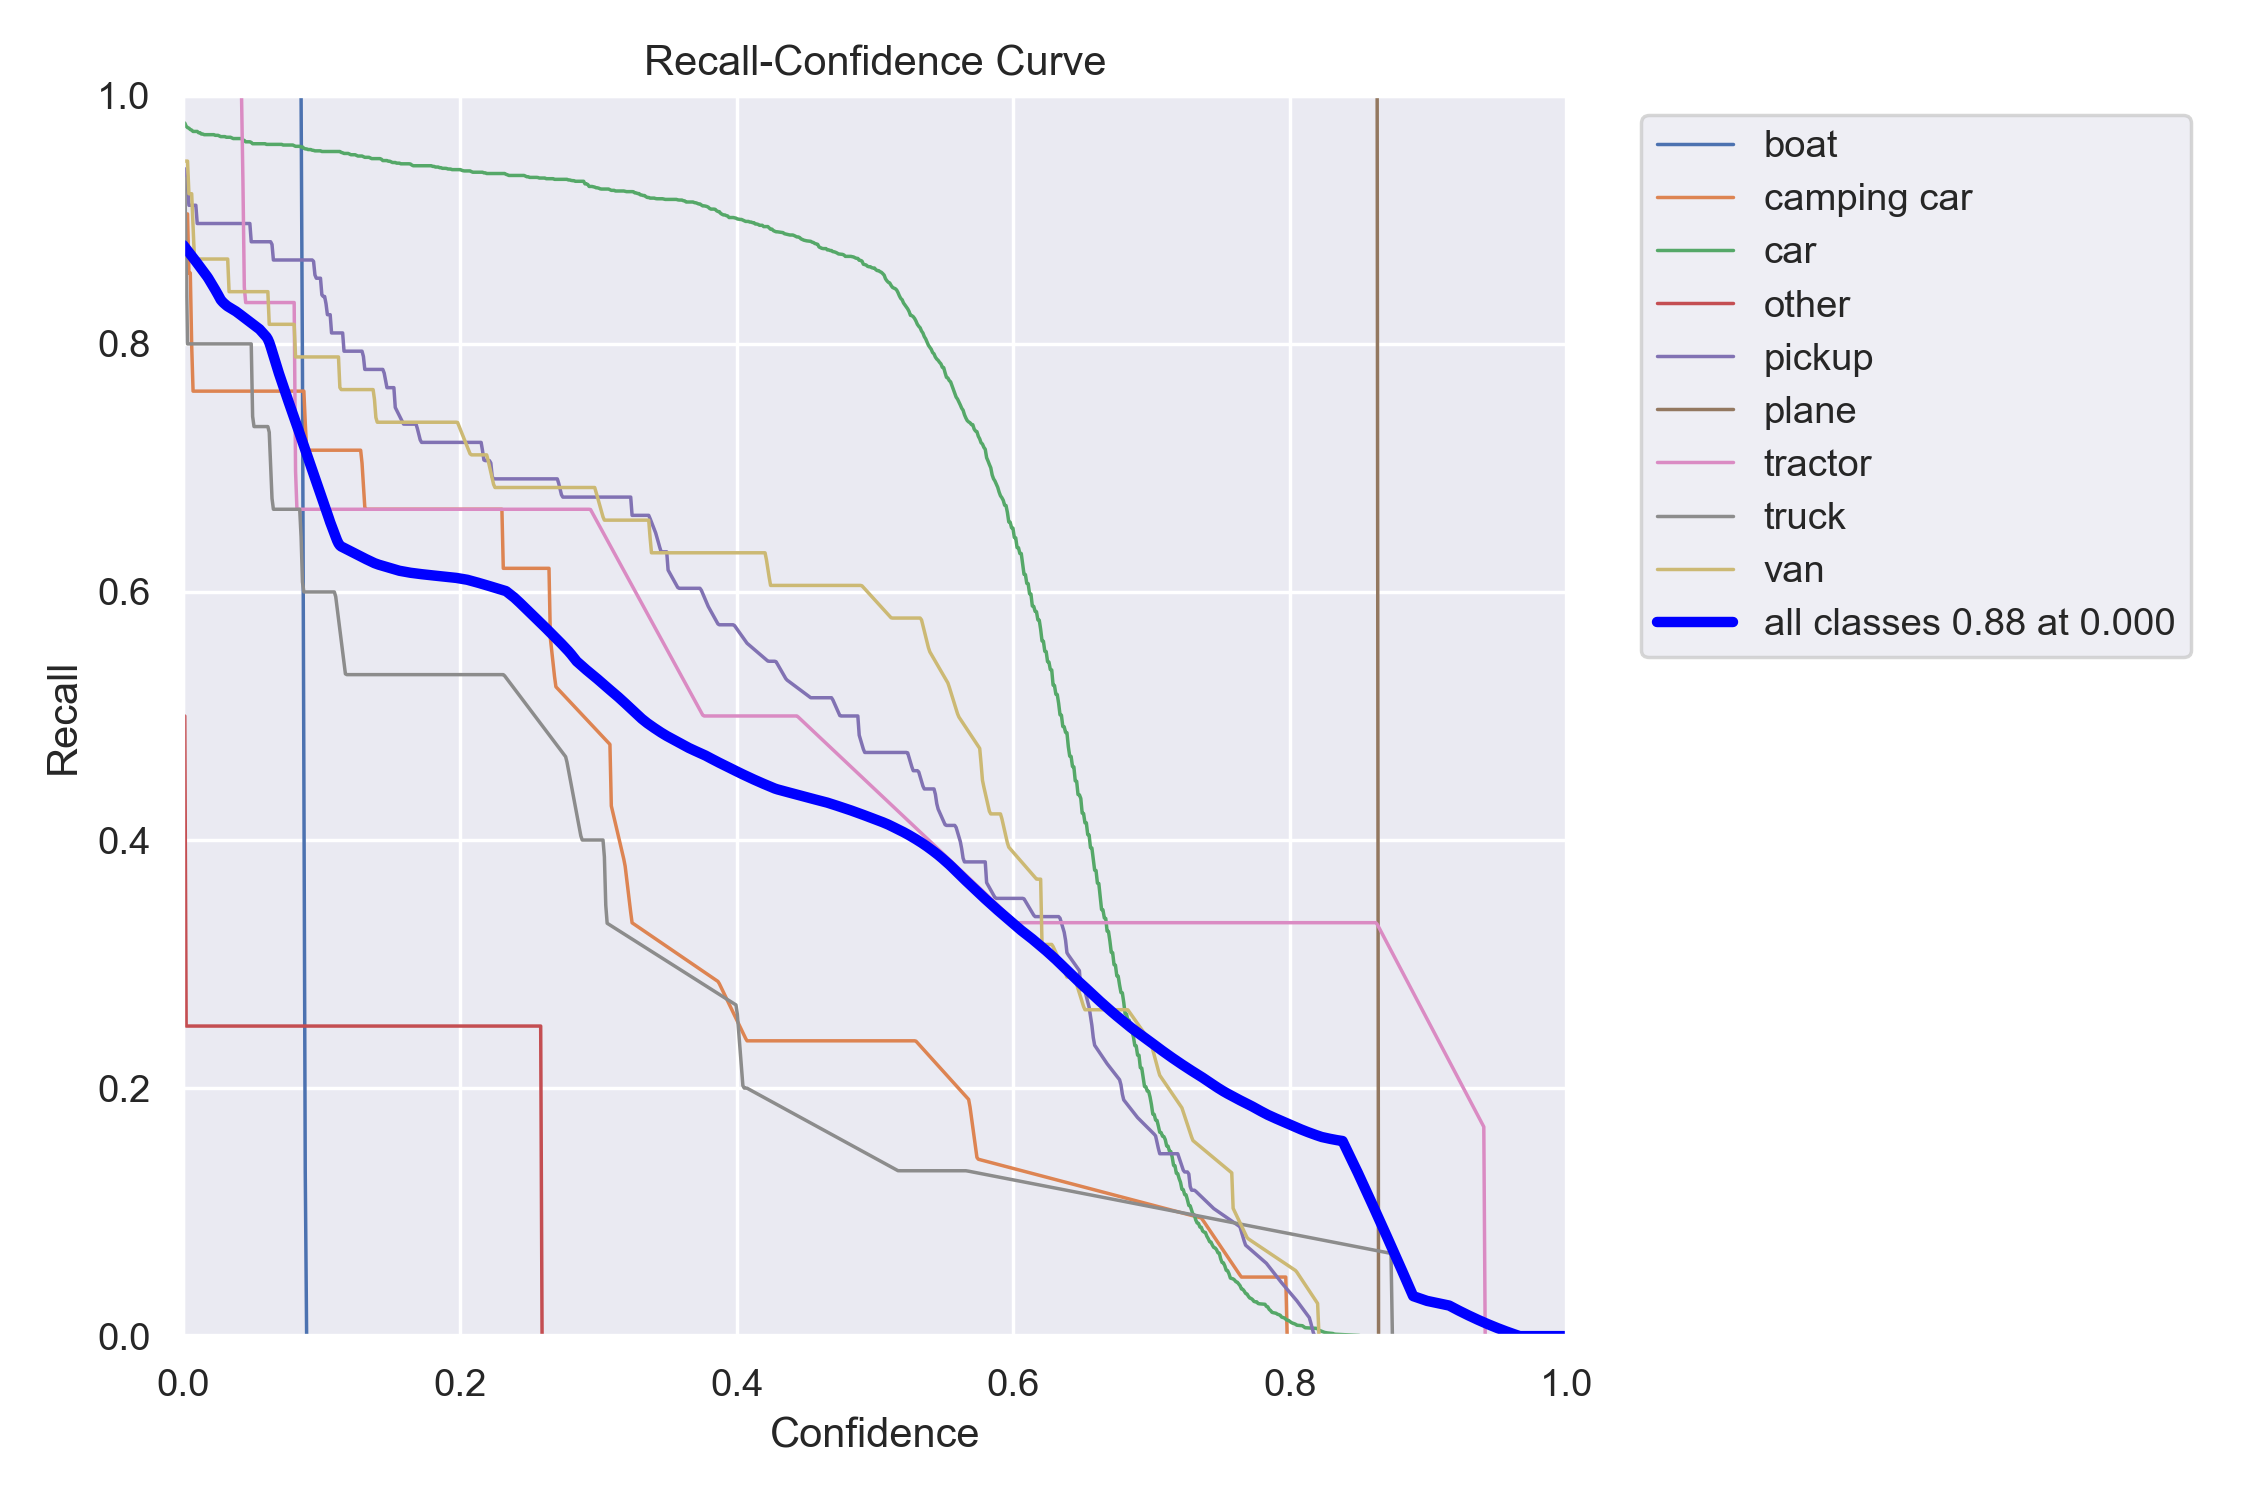 Recall-Confidence Curve
1.0
0.8
0.6
0.4
0.2
0.0
Recall
0.0 0.2 0.4 0.6 0.8 1.0
Confidence
boat
camping car
car
other
pickup
plane
tractor
truck
van
all classes 0.88 at 0.000